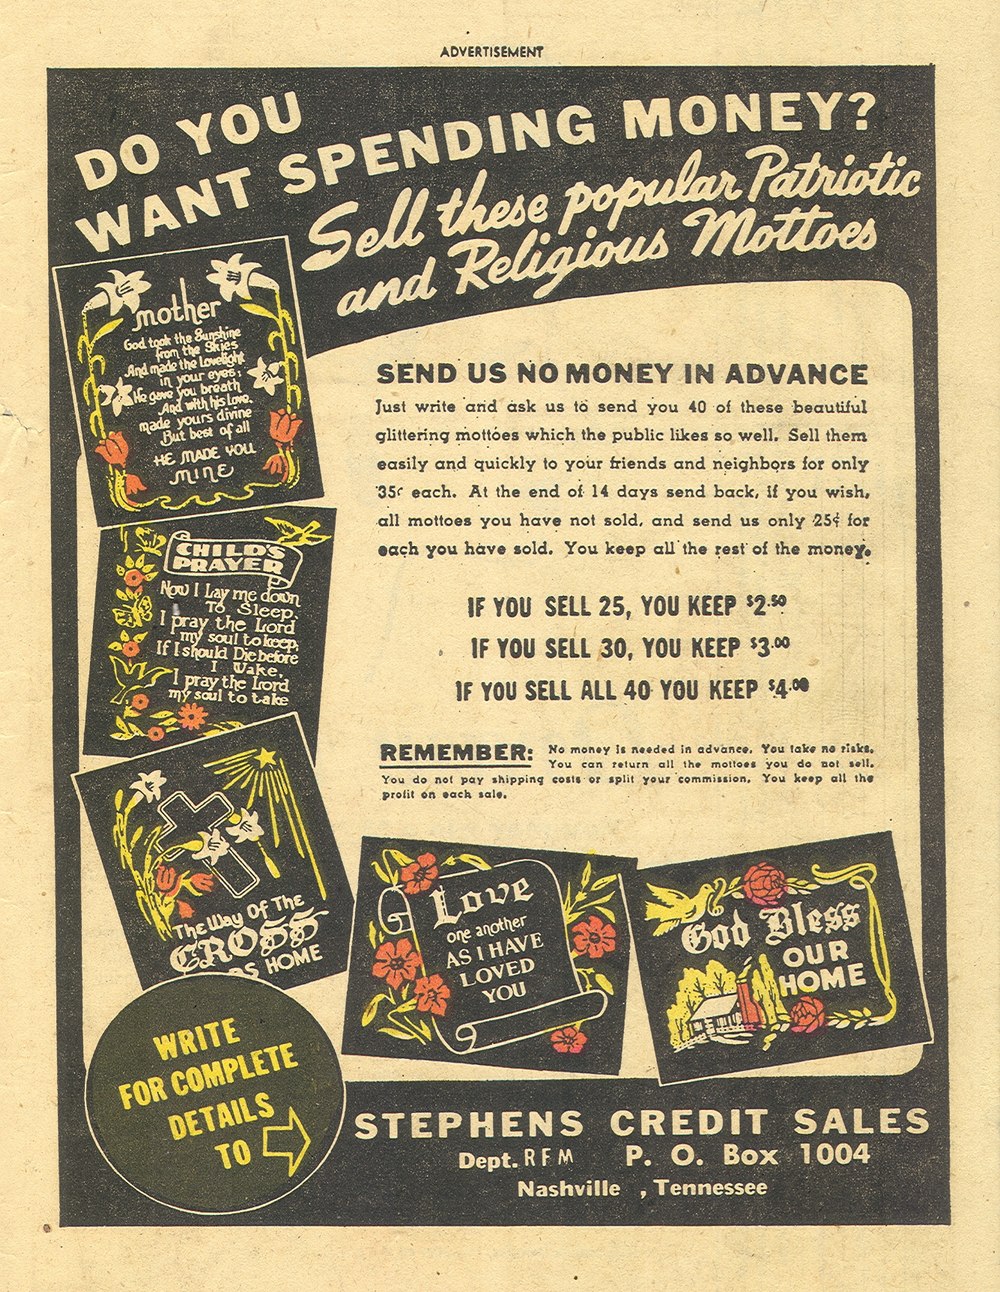 ADVERTISEMENT
DO YOU
WANT SPENDING MONEY?
Sell these popular Patriotic
and Religious Mottoes
mother
God took the Sunshine
from the Skies
And made the Lovelight
in your eyes;
He gave you breath
And with his Love.
made yours divine
But best of all
HE MADE YOU
MINE
CHILD'S
PRAYER
Now I Lay me down
To Sleep,
I pray the Lord
my soul to keep,
If I should Die before
I Wake,
I pray the Lord
my soul to take
The Way Of The
CROSS
HOME
SEND US NO MONEY IN ADVANCE
Just write and ask us to send you 40 of these beautiful
glittering mottoes which the public likes so well. Sell them
easily and quickly to your friends and neighbors for only
35¢ each. At the end of 14 days send back, if you wish,
all mottoes you have not sold, and send us only 25¢ for
each you have sold. You keep all the rest of the money.
IF YOU SELL 25, YOU KEEP $2.50
IF YOU SELL 30, YOU KEEP $3.00
IF YOU SELL ALL 40 YOU KEEP $4.00
REMEMBER: No money is needed in advance. You take no risks.
You can return all the mottoes you do not sell.
You do not pay shipping costs or split your commission. You keep all the
profit on each sale.
Love
one another
AS I HAVE
LOVED
YOU
God Bless
OUR
HOME
WRITE
FOR COMPLETE
DETAILS
TO
STEPHENS CREDIT SALES
Dept. RFM P. O. Box 1004
Nashville , Tennessee